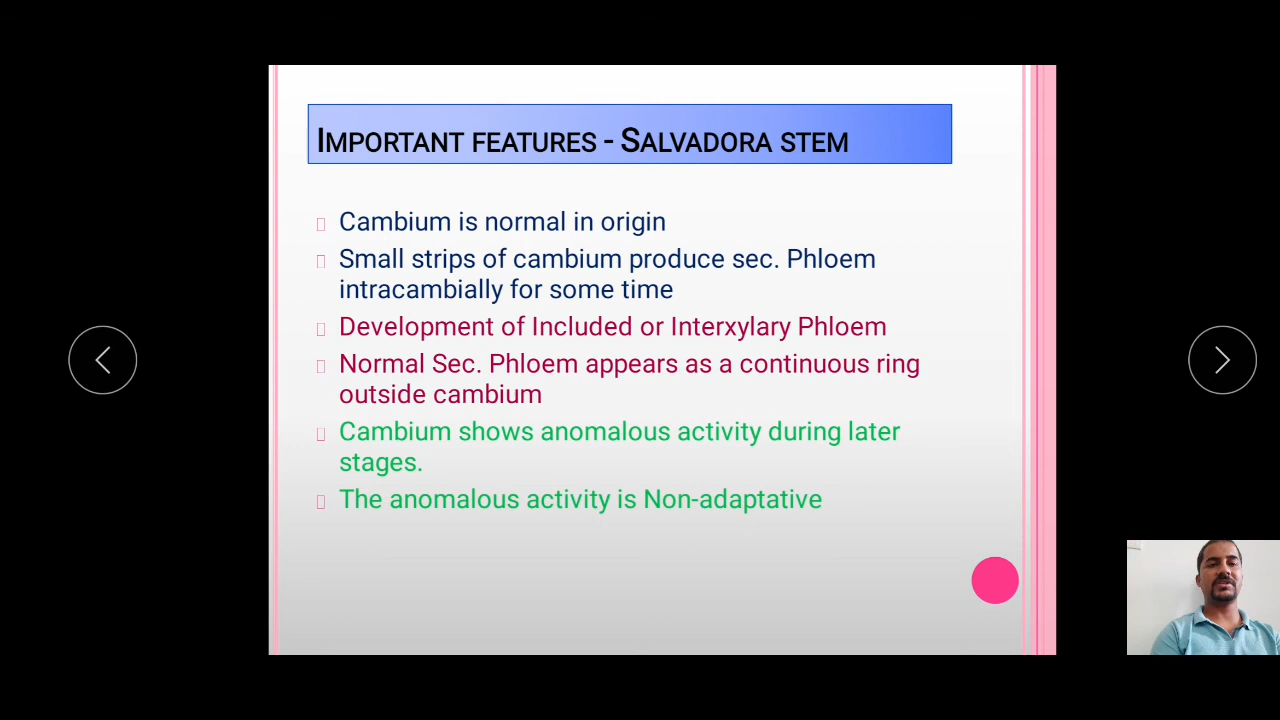 IMPORTANT FEATURES - SALVADORA STEM
Cambium is normal in origin
Small strips of cambium produce sec. Phloem
intracambially for some time
Development of Included or Interxylary Phloem
Normal Sec. Phloem appears as a continuous ring
outside cambium
Cambium shows anomalous activity during later
stages.
The anomalous activity is Non-adaptative